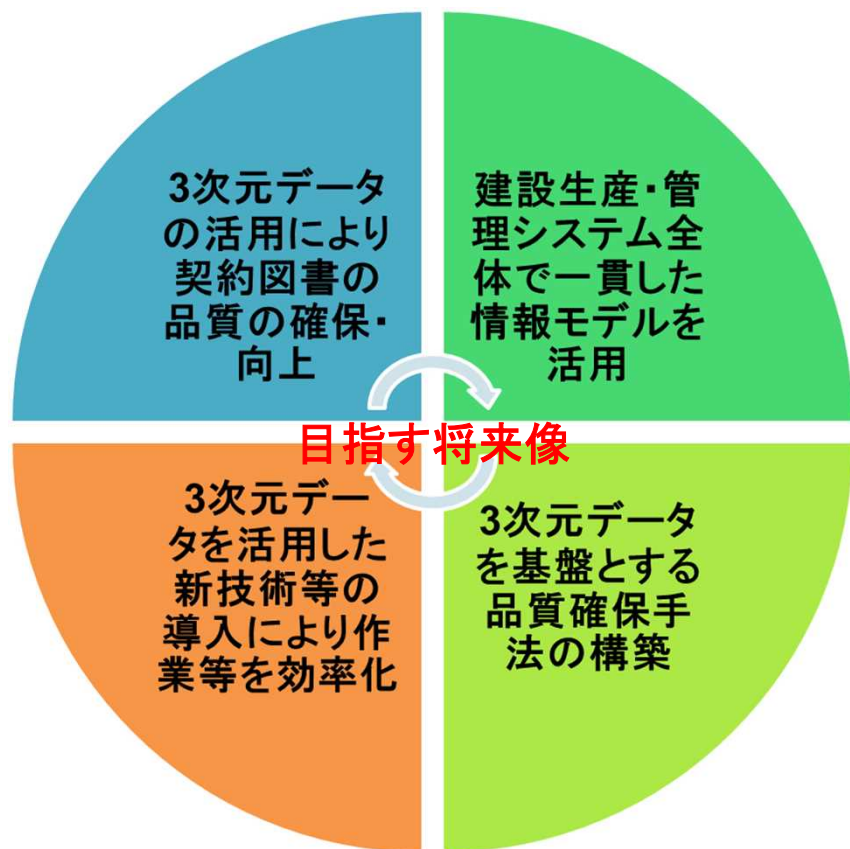 3次元データ
の活用により
契約図書の
品質の確保・
向上
建設生産・管
理システム全
体で一貫した
情報モデルを
活用
目指す将来像
3次元デー
タを活用した
新技術等の
導入により作
業等を効率化
3次元データ
を基盤とする
品質確保手
法の構築